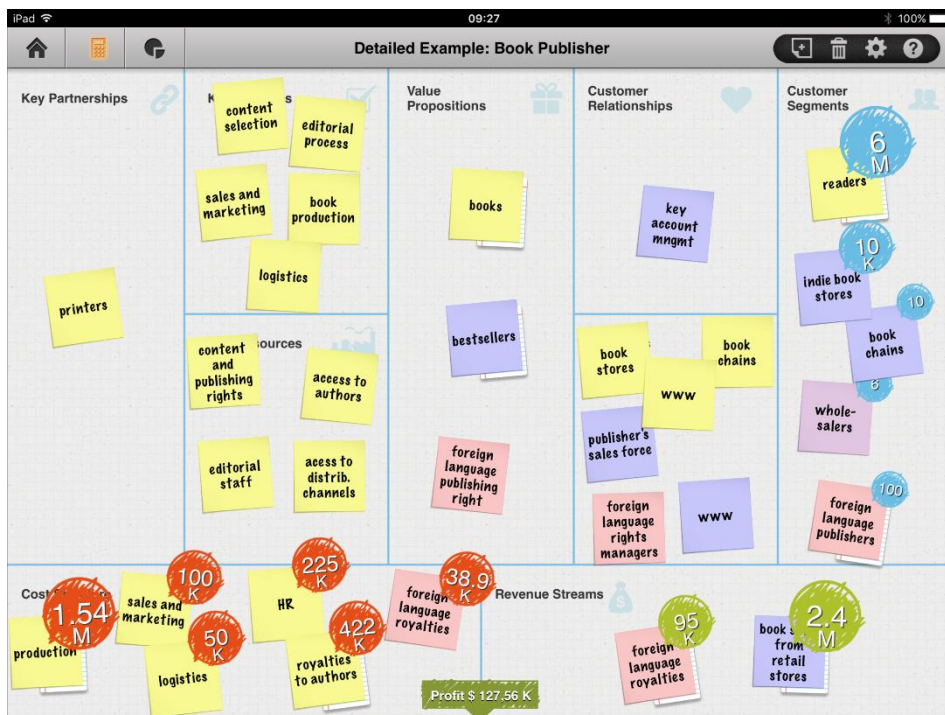 iPad
09:27
100%
Detailed Example: Book Publisher
Key Partnerships
printers
content
selection
editorial
process
sales and
marketing
book
production
logistics
sources
content
and
publishing
rights
access to
authors
editorial
staff
acess to
distrib.
channels
Value
Propositions
books
bestsellers
foreign
language
publishing
right
Customer
Relationships
key
account
mngmt
book
stores
book
chains
www
publisher's
sales force
foreign
language
rights
managers
www
Customer
Segments
6
M
readers
10
K
indie book
stores
10
book
chains
6
whole-
salers
100
foreign
language
publishers
Cost
1.54
M
production
100
K
sales and
marketing
50
K
logistics
225
K
HR
422
K
royalties
to authors
38.9
K
foreign
language
royalties
Revenue Streams
95
K
foreign
language
royalties
2.4
M
book
from
retail
stores
Profit $ 127,56 K